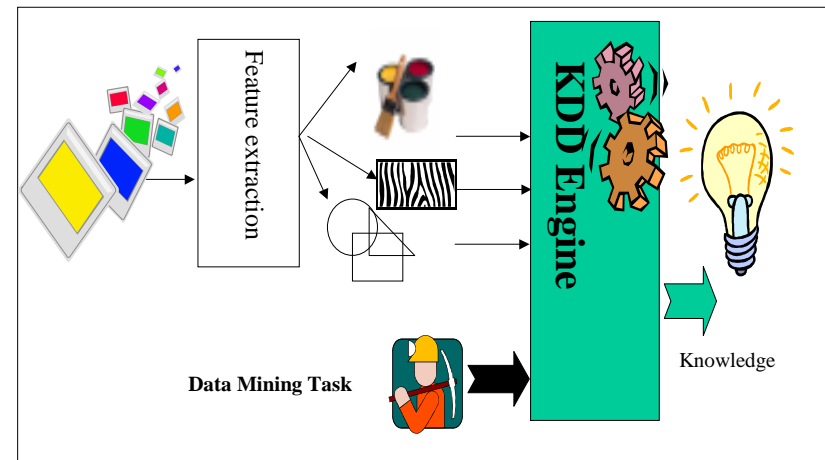 Feature extraction
KDD Engine
Knowledge
Data Mining Task